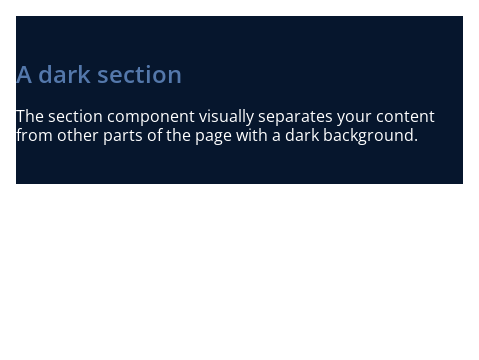 A dark section
The section component visually separates your content
from other parts of the page with a dark background.